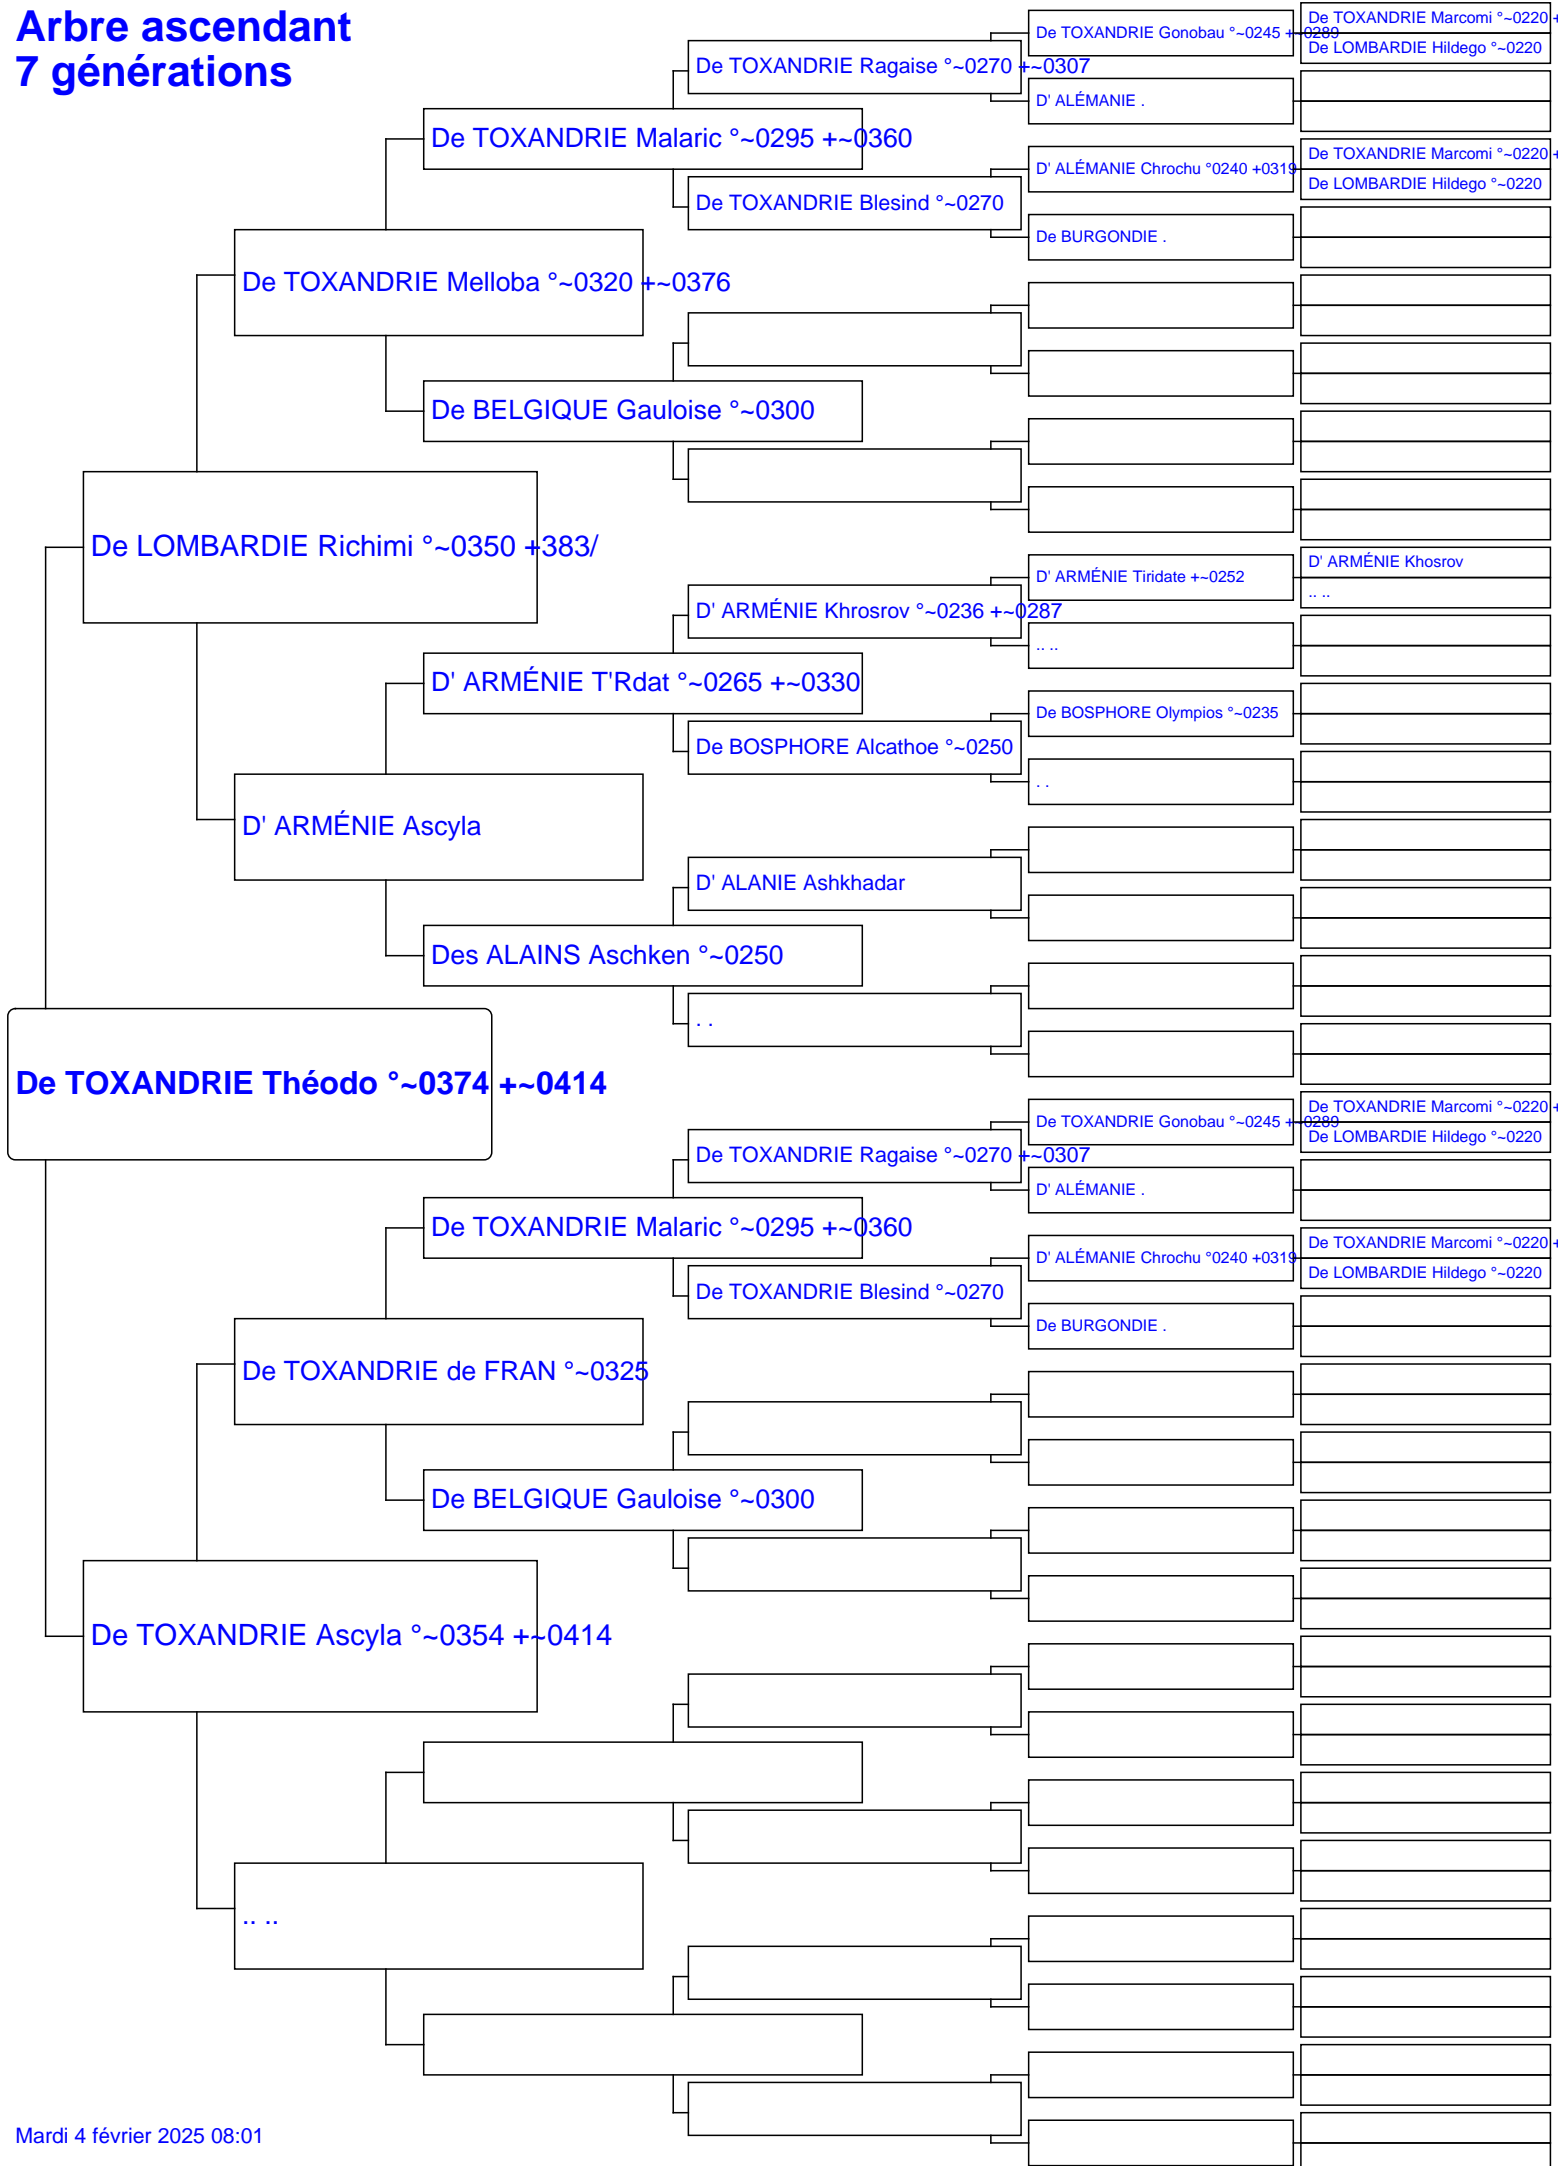 Arbre ascendant
7 générations
De TOXANDRIE Marcomi °~0220 +
De TOXANDRIE Gonobau °~0245 +~0289
De LOMBARDIE Hildego °~0220
De TOXANDRIE Ragaise °~0270 +~0307
D' ALÉMANIE .
De TOXANDRIE Malaric °~0295 +~0360
De TOXANDRIE Marcomi °~0220 +
D' ALÉMANIE Chrochu °0240 +0319
De LOMBARDIE Hildego °~0220
De TOXANDRIE Blesind °~0270
De BURGONDIE .
De TOXANDRIE Melloba °~0320 +~0376
De BELGIQUE Gauloise °~0300
De LOMBARDIE Richimi °~0350 +383/
D' ARMÉNIE Khosrov
D' ARMÉNIE Tiridate +~0252
.. ..
D' ARMÉNIE Khrosrov °~0236 +~0287
.. ..
D' ARMÉNIE T'Rdat °~0265 +~0330
De BOSPHORE Olympios °~0235
De BOSPHORE Alcathoe °~0250
. .
D' ARMÉNIE Ascyla
D' ALANIE Ashkhadar
Des ALAINS Aschken °~0250
. .
De TOXANDRIE Théodo °~0374 +~0414
De TOXANDRIE Marcomi °~0220 +
De TOXANDRIE Gonobau °~0245 +~0289
De LOMBARDIE Hildego °~0220
De TOXANDRIE Ragaise °~0270 +~0307
D' ALÉMANIE .
De TOXANDRIE Malaric °~0295 +~0360
De TOXANDRIE Marcomi °~0220 +
D' ALÉMANIE Chrochu °0240 +0319
De LOMBARDIE Hildego °~0220
De TOXANDRIE Blesind °~0270
De BURGONDIE .
De TOXANDRIE de FRAN °~0325
De BELGIQUE Gauloise °~0300
De TOXANDRIE Ascyla °~0354 +~0414
.. ..
Mardi 4 février 2025 08:01